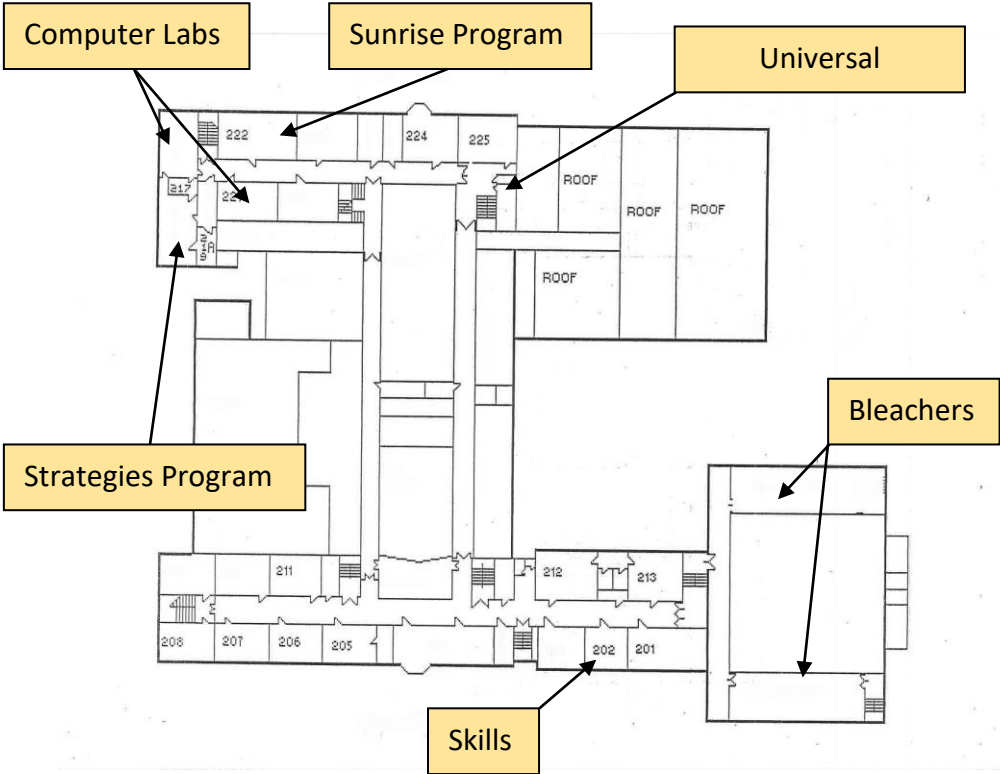 Computer Labs
Sunrise Program
Universal
222
224
225
217
ROOF
ROOF
ROOF
ROOF
Bleachers
Strategies Program
211
212
213
208
207
206
205
202
201
Skills